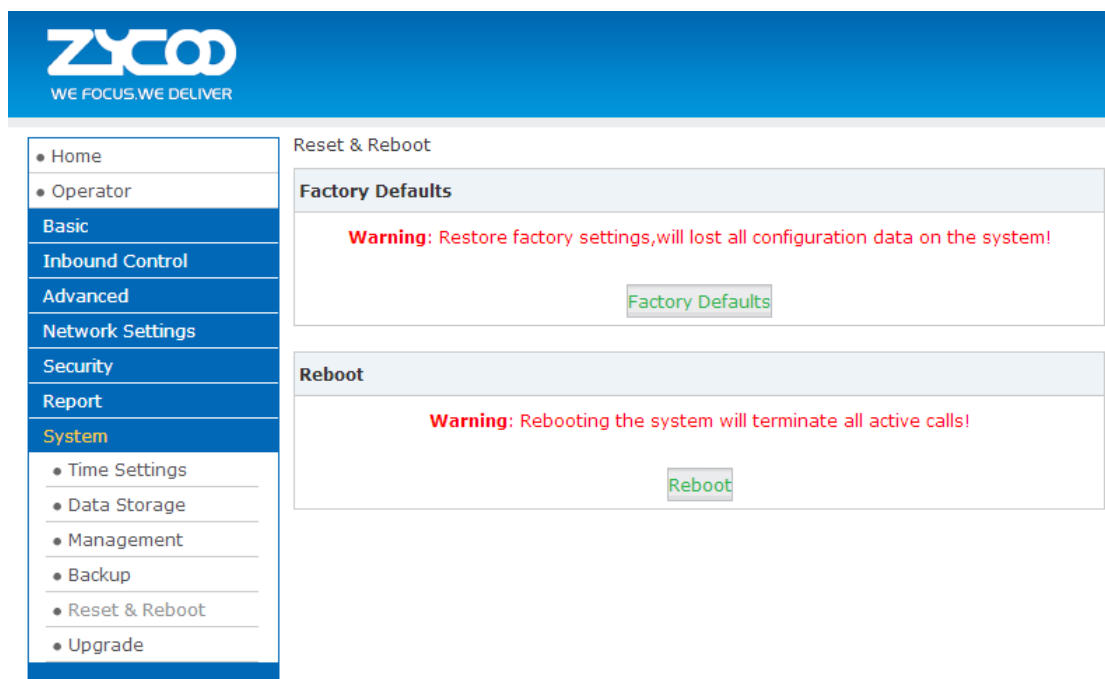 ZYCOO
WE FOCUS.WE DELIVER
Home
Operator
Basic
Inbound Control
Advanced
Network Settings
Security
Report
System
Time Settings
Data Storage
Management
Backup
Reset & Reboot
Upgrade
Reset & Reboot
Factory Defaults
Warning: Restore factory settings,will lost all configuration data on the system!
Factory Defaults
Reboot
Warning: Rebooting the system will terminate all active calls!
Reboot